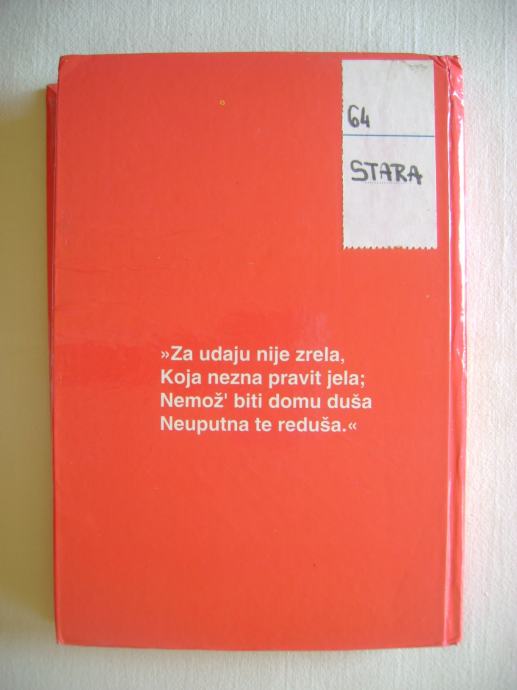 64
STARA
»Za udaju nije zrela,
Koja nezna pravit jela;
Nemož' biti domu duša
Neuputna te reduša.«